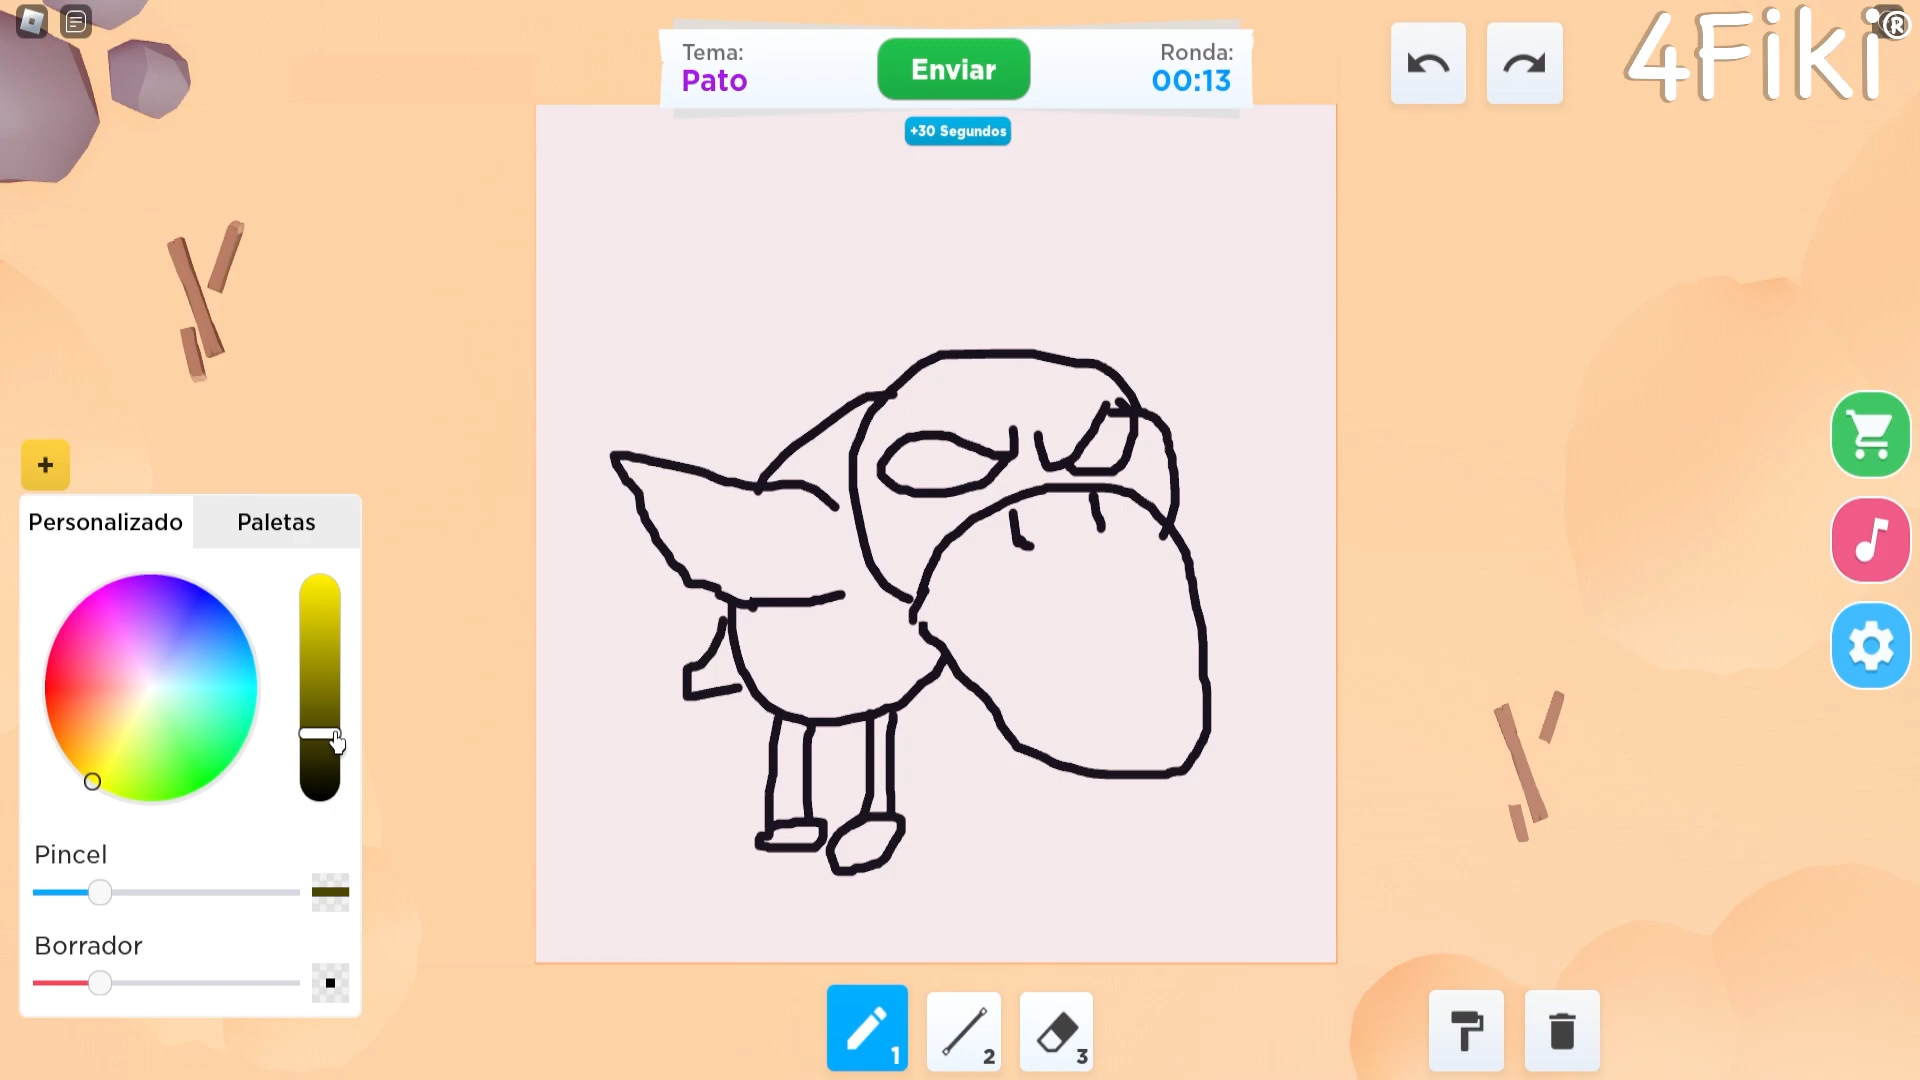 Tema:
Pato
Enviar
Ronda:
00:13
4Fiki®
+30 Segundos
+
Personalizado
Paletas
Pincel
Borrador
1
2
3